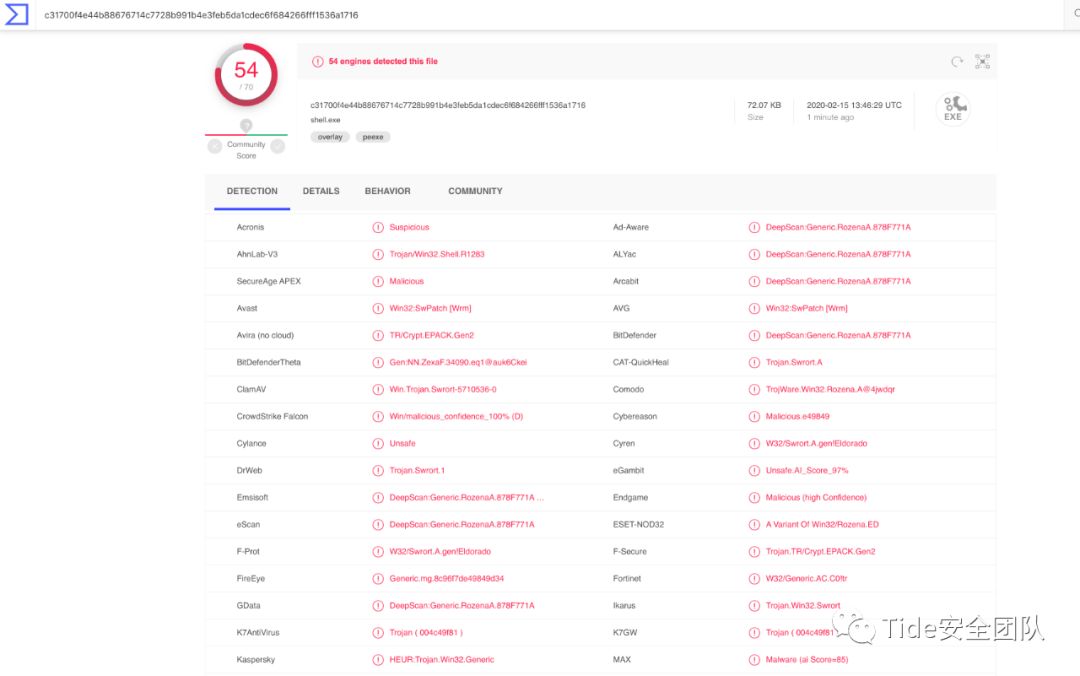 c31700f4e44b88676714c7728b991b4e3feb5da1cdec6f684266fff1536a1716
54
/ 70
Community
Score
54 engines detected this file
c31700f4e44b88676714c7728b991b4e3feb5da1cdec6f684266fff1536a1716
shell.exe
overlay peexe
72.07 KB
Size
2020-02-15 13:46:29 UTC
1 minute ago
EXE
DETECTION DETAILS BEHAVIOR COMMUNITY
Acronis Suspicious Ad-Aware DeepScan:Generic.RozenaA.878F771A
AhnLab-V3 Trojan/Win32.Shell.R1283 ALYac DeepScan:Generic.RozenaA.878F771A
SecureAge APEX Malicious Arcabit DeepScan:Generic.RozenaA.878F771A
Avast Win32:SwPatch [Wrm] AVG Win32:SwPatch [Wrm]
Avira (no cloud) TR/Crypt.EPACK.Gen2 BitDefender DeepScan:Generic.RozenaA.878F771A
BitDefenderTheta Gen:NN.ZexaF.34090.eq1@auk6Ckei CAT-QuickHeal Trojan.Swrort.A
ClamAV Win.Trojan.Swrort-5710536-0 Comodo TrojWare.Win32.Rozena.A@4jwdqr
CrowdStrike Falcon Win/malicious_confidence_100% (D) Cybereason Malicious.e49849
Cylance Unsafe Cyren W32/Swrort.A.gen!Eldorado
DrWeb Trojan.Swrort.1 eGambit Unsafe.AI_Score_97%
Emsisoft DeepScan:Generic.RozenaA.878F771A ... Endgame Malicious (high Confidence)
eScan DeepScan:Generic.RozenaA.878F771A ESET-NOD32 A Variant Of Win32/Rozena.ED
F-Prot W32/Swrort.A.gen!Eldorado F-Secure Trojan.TR/Crypt.EPACK.Gen2
FireEye Generic.mg.8c96f7de49849d34 Fortinet W32/Generic.AC.C0!tr
GData DeepScan:Generic.RozenaA.878F771A Ikarus Trojan.Win32.Swrort
K7AntiVirus Trojan ( 004c49f81 ) K7GW Trojan ( 004c49f81
Kaspersky HEUR:Trojan.Win32.Generic MAX Malware (ai Score=85)
Tide安全团队